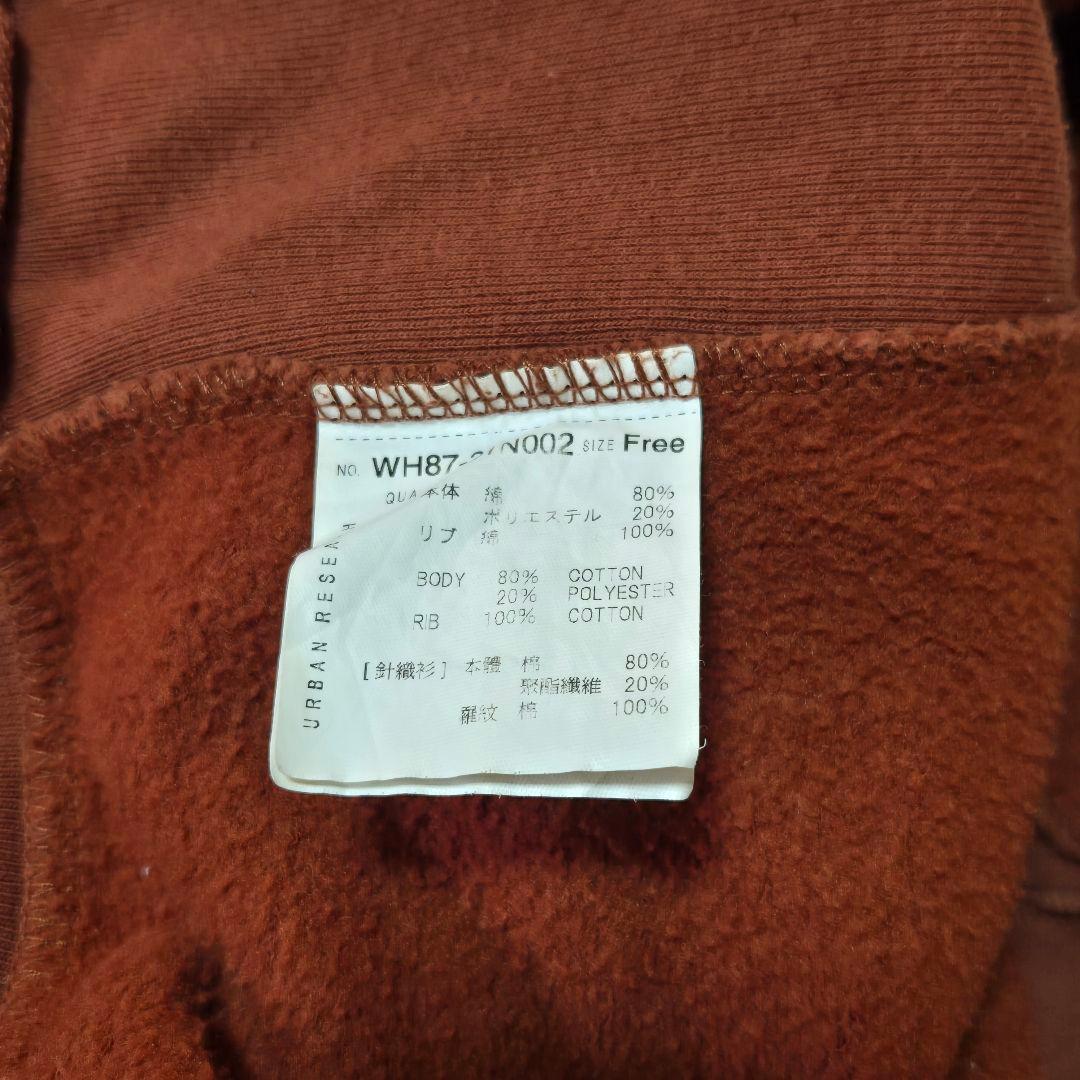 NO. WH87- N002 SIZE Free
QUA 本体 綿 80%
ポリエステル 20%
リブ 綿 100%
BODY 80% COTTON
20% POLYESTER
RIB 100% COTTON
[針織衫] 本體 棉 80%
聚酯纖維 20%
羅紋 棉 100%
URBAN RESEA